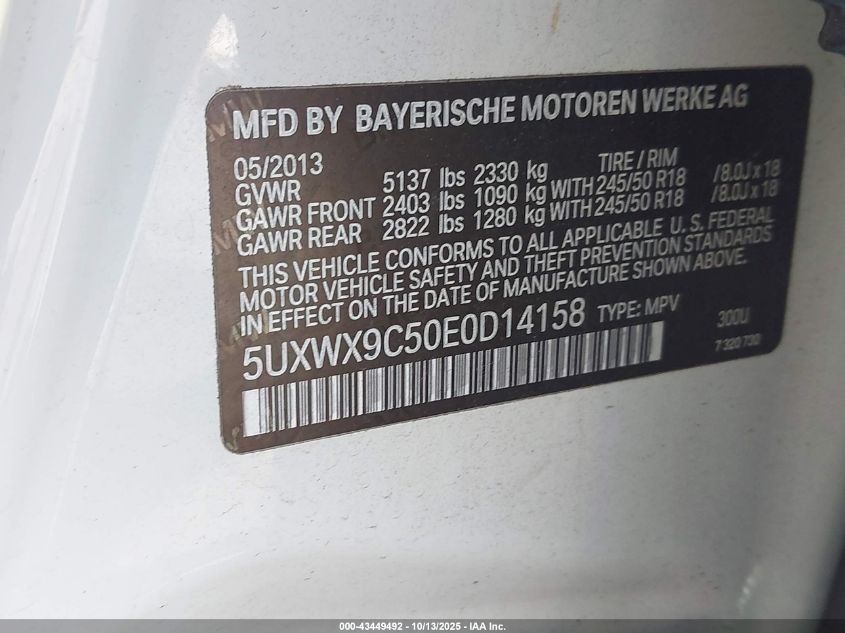 MFD BY BAYERISCHE MOTOREN WERKE AG
05/2013 TIRE / RIM
GVWR 5137 lbs 2330 kg
GAWR FRONT 2403 lbs 1090 kg WITH 245/50 R18 /8.0J x 18
GAWR REAR 2822 lbs 1280 kg WITH 245/50 R18 /8.0J x 18
THIS VEHICLE CONFORMS TO ALL APPLICABLE U. S. FEDERAL
MOTOR VEHICLE SAFETY AND THEFT PREVENTION STANDARDS
IN EFFECT ON THE DATE OF MANUFACTURE SHOWN ABOVE.
5UXWX9C50E0D14158 TYPE: MPV 300U
7 320 730
000-43449492 - 10/13/2025 - IAA Inc.